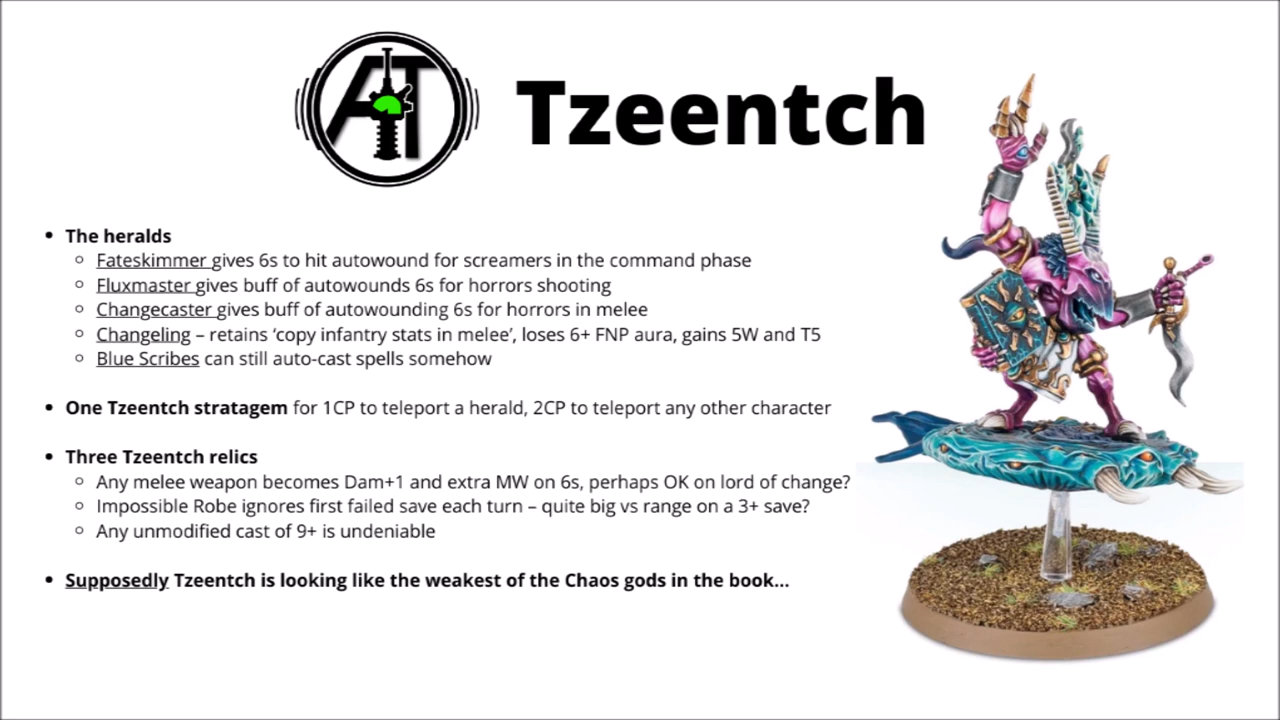 AT
Tzeentch
• The heralds
○ Fateskimmer gives 6s to hit autowound for screamers in the command phase
○ Fluxmaster gives buff of autowounds 6s for horrors shooting
○ Changecaster gives buff of autowounding 6s for horrors in melee
○ Changeling – retains ‘copy infantry stats in melee’, loses 6+ FNP aura, gains 5W and T5
○ Blue Scribes can still auto-cast spells somehow
• One Tzeentch stratagem for 1CP to teleport a herald, 2CP to teleport any other character
• Three Tzeentch relics
○ Any melee weapon becomes Dam+1 and extra MW on 6s, perhaps OK on lord of change?
○ Impossible Robe ignores first failed save each turn – quite big vs range on a 3+ save?
○ Any unmodified cast of 9+ is undeniable
• Supposedly Tzeentch is looking like the weakest of the Chaos gods in the book...